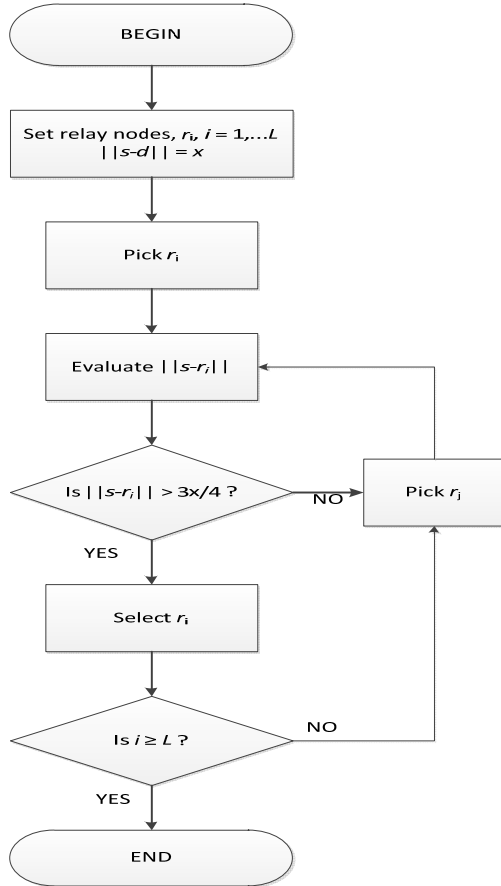 BEGIN
Set relay nodes, rᵢ, i = 1,...L
||s-d|| = x
Pick rᵢ
Evaluate ||s-rᵢ||
Is ||s-rᵢ|| > 3x/4 ?
NO
Pick rⱼ
YES
Select rᵢ
Is i ≥ L ?
NO
YES
END